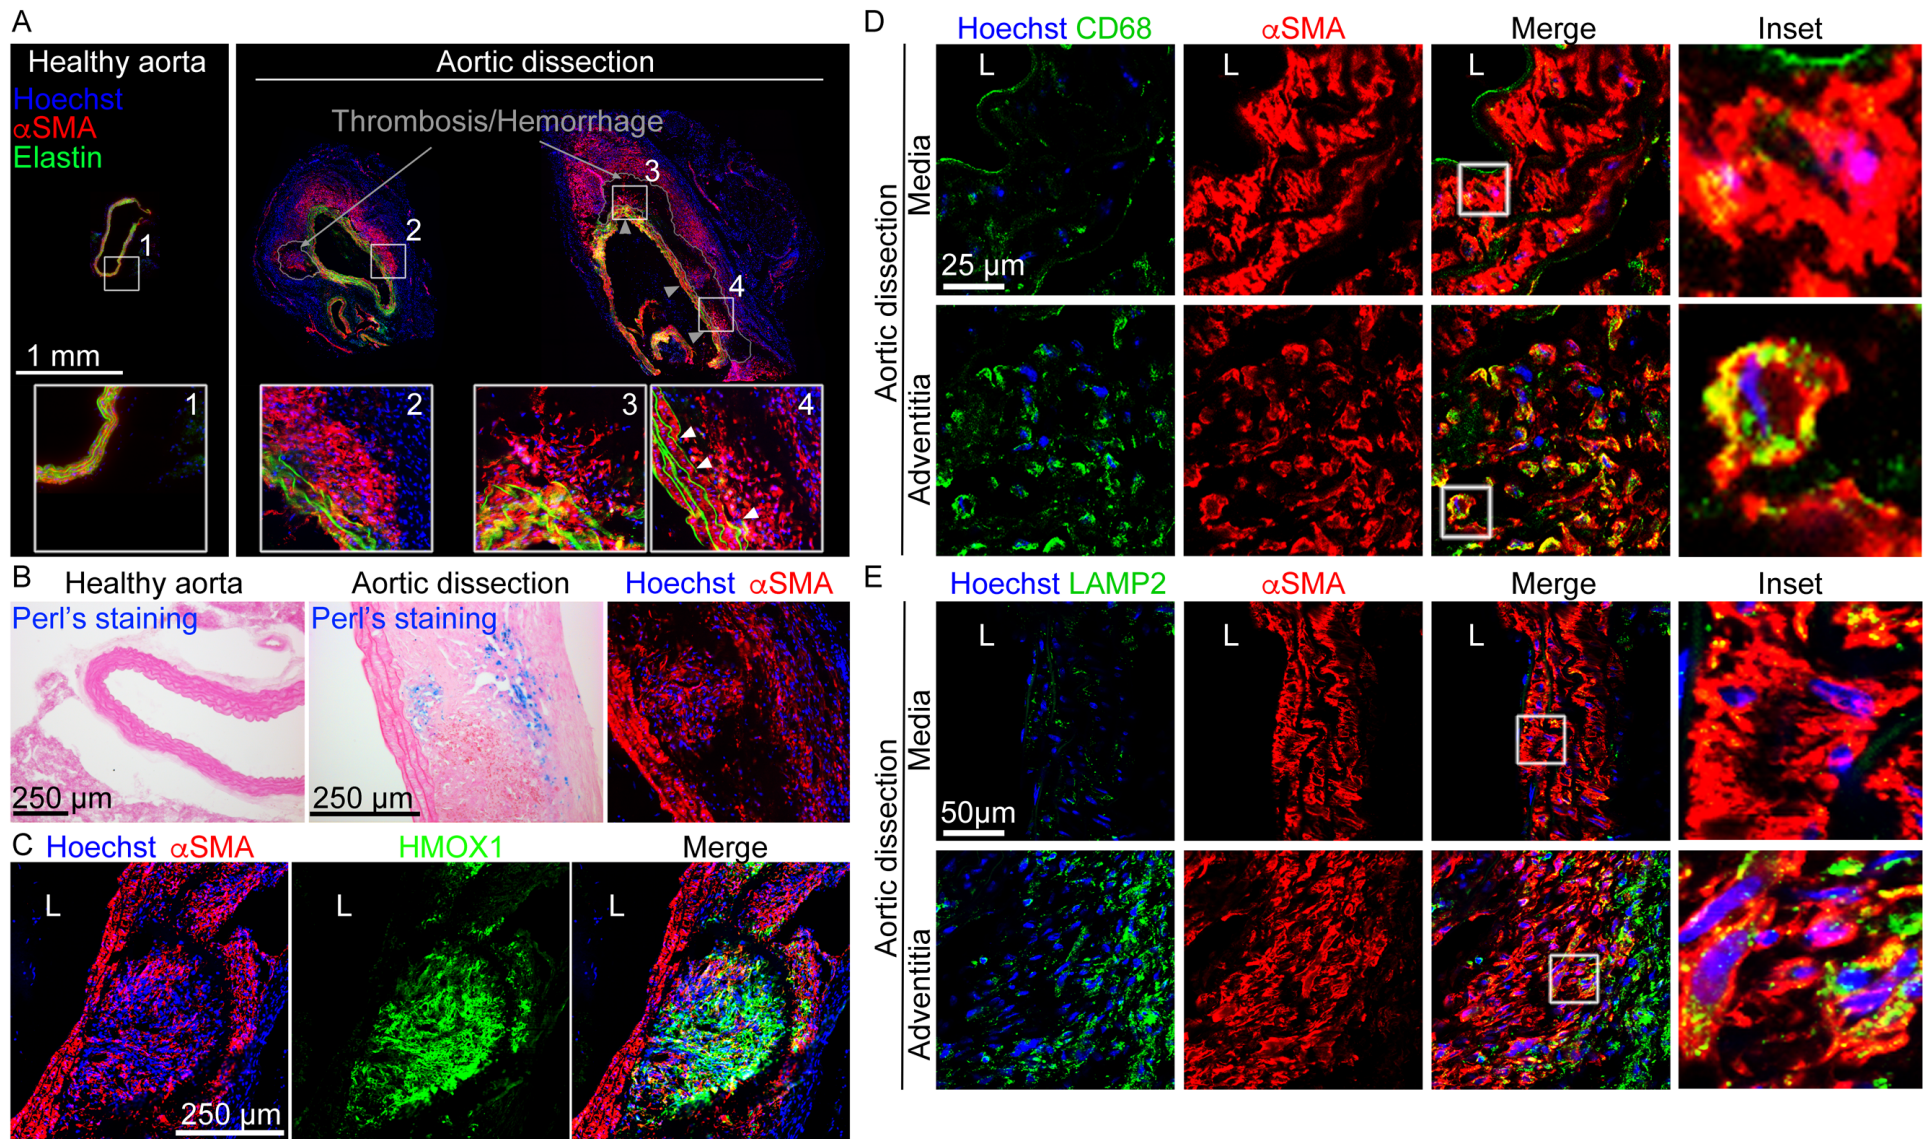 A
Healthy aorta
Hoechst
αSMA
Elastin
1
1 mm
1
Aortic dissection
Thrombosis/Hemorrhage
2
3
4
2
3
4
B
Healthy aorta
Aortic dissection
Hoechst αSMA
Perl's staining
Perl's staining
250 µm
250 µm
C
Hoechst αSMA
HMOX1
Merge
L
L
L
250 µm
D
Hoechst CD68
αSMA
Merge
Inset
Aortic dissection
Media
L
L
L
25 µm
Adventitia
E
Hoechst LAMP2
αSMA
Merge
Inset
Aortic dissection
Media
L
L
L
50µm
Adventitia